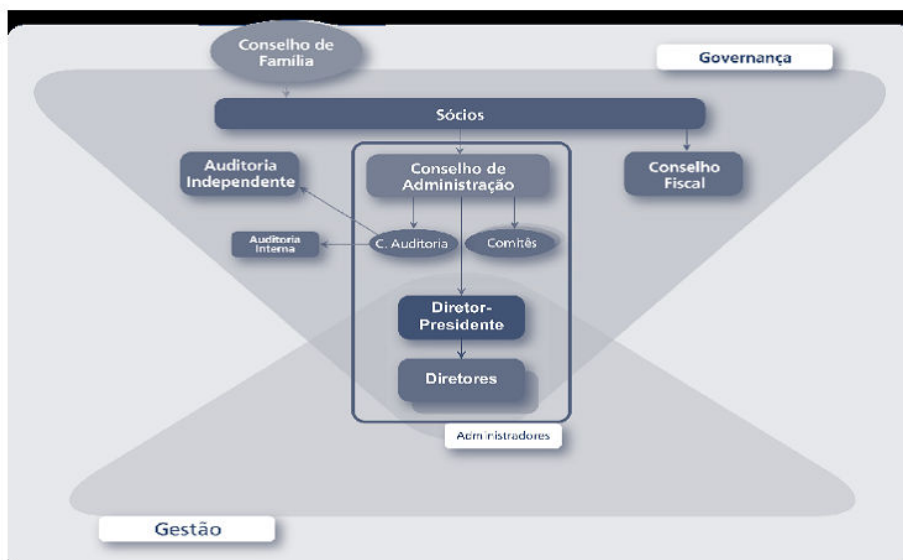 Conselho de
Família
Governança
Sócios
Auditoria
Independente
Conselho de
Administração
Conselho
Fiscal
Auditoria
Interna
C. Auditoria
Comitês
Diretor-
Presidente
Diretores
Administradores
Gestão